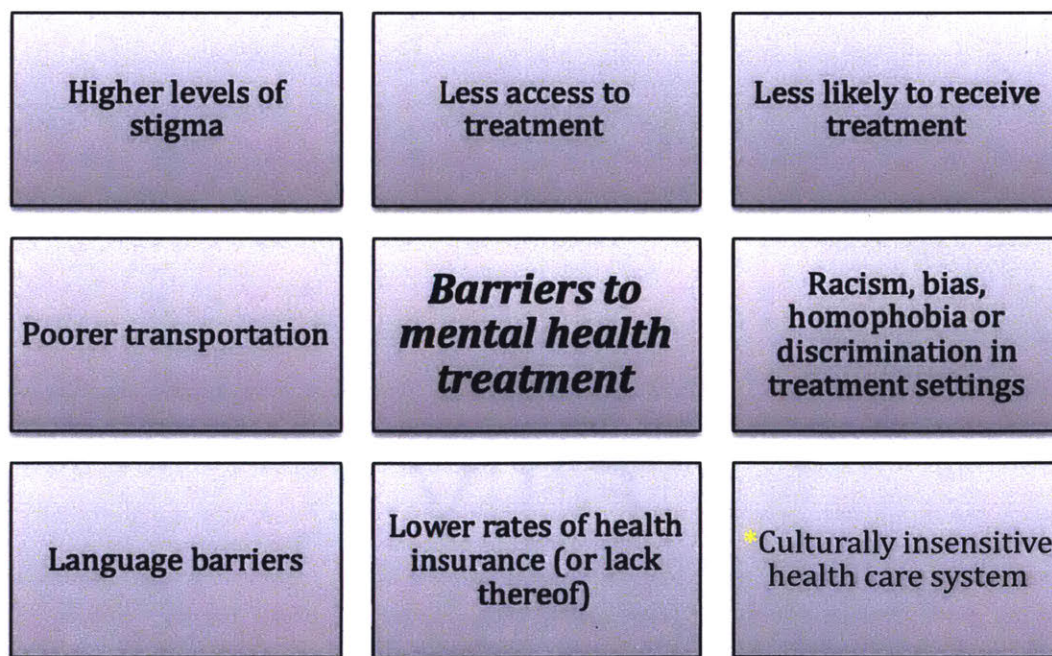 Higher levels of
stigma
Less access to
treatment
Less likely to receive
treatment
Poorer transportation
Barriers to
mental health
treatment
Racism, bias,
homophobia or
discrimination in
treatment settings
Language barriers
Lower rates of health
insurance (or lack
thereof)
*Culturally insensitive
health care system